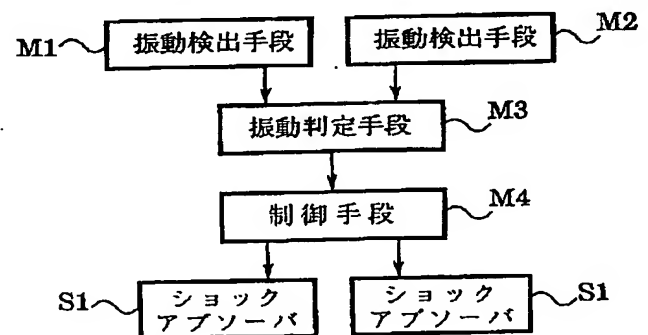 M1 振動検出手段 振動検出手段 M2
振動判定手段 M3
制御手段 M4
S1 ショック ショック S1
アブソーバ アブソーバ